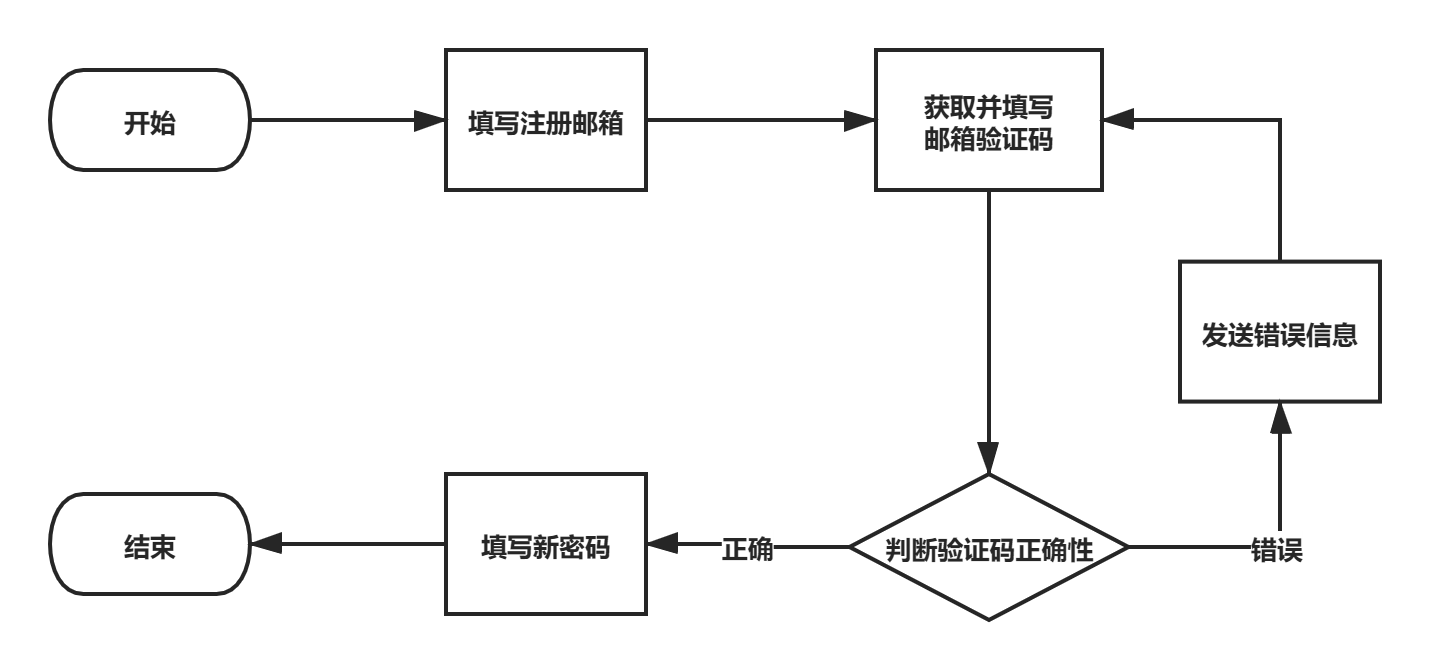 开始
填写注册邮箱
获取并填写
邮箱验证码
发送错误信息
结束
填写新密码
正确
判断验证码正确性
错误